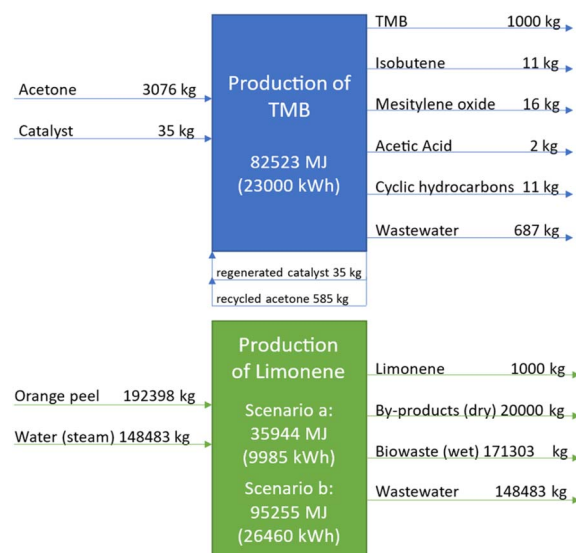 TMB 1000 kg
Isobutene 11 kg
Acetone 3076 kg
Production of
TMB
Mesitylene oxide 16 kg
Catalyst 35 kg
Acetic Acid 2 kg
82523 MJ
(23000 kWh)
Cyclic hydrocarbons 11 kg
Wastewater 687 kg
regenerated catalyst 35 kg
recycled acetone 585 kg
Production
of Limonene
Limonene 1000 kg
Orange peel 192398 kg
Scenario a:
35944 MJ
(9985 kWh)
By-products (dry) 20000 kg
Water (steam) 148483 kg
Biowaste (wet) 171303 kg
Scenario b:
95255 MJ
(26460 kWh)
Wastewater 148483 kg